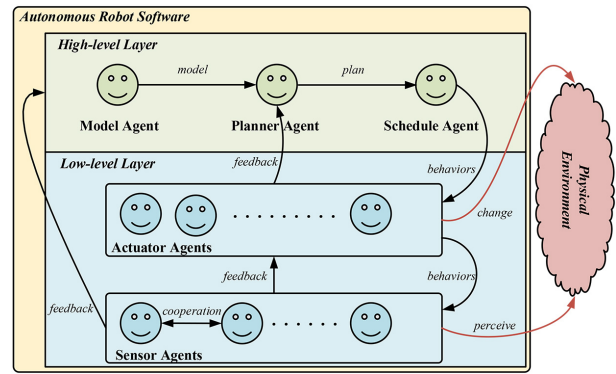 Autonomous Robot Software
High-level Layer
model
plan
Model Agent
Planner Agent
Schedule Agent
feedback
behaviors
Low-level Layer
Physical
Environment
change
Actuator Agents
feedback
behaviors
feedback
cooperation
perceive
Sensor Agents